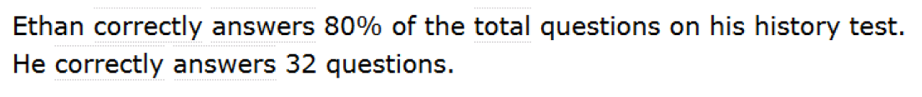 Ethan correctly answers 80% of the total questions on his history test.
He correctly answers 32 questions.